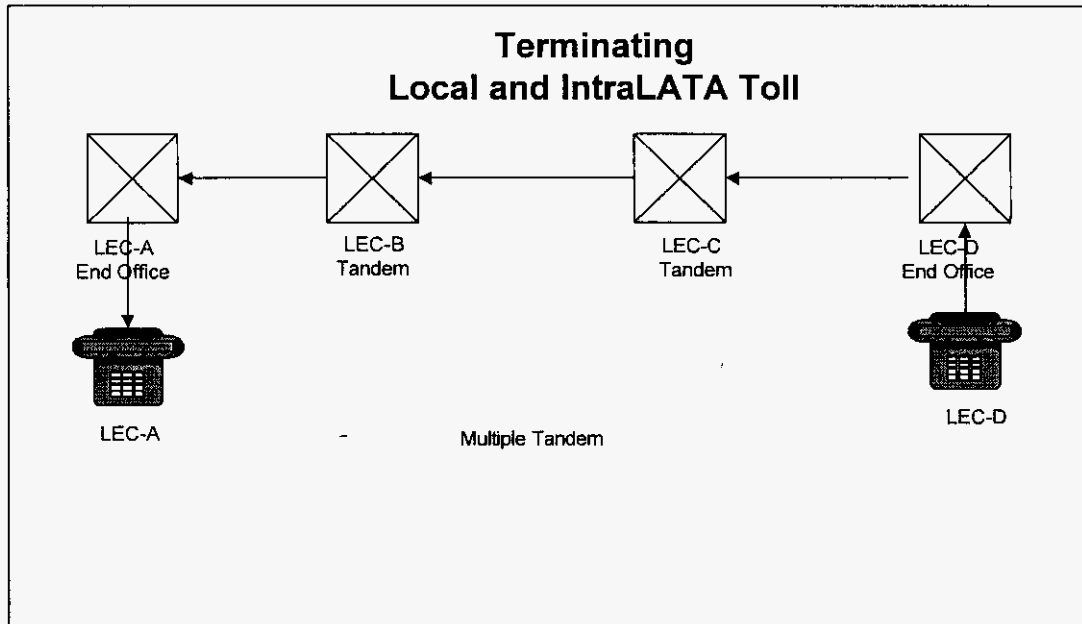 Terminating
Local and IntraLATA Toll
LEC-A
End Office
LEC-B
Tandem
LEC-C
Tandem
LEC-D
End Office
LEC-A
LEC-D
Multiple Tandem